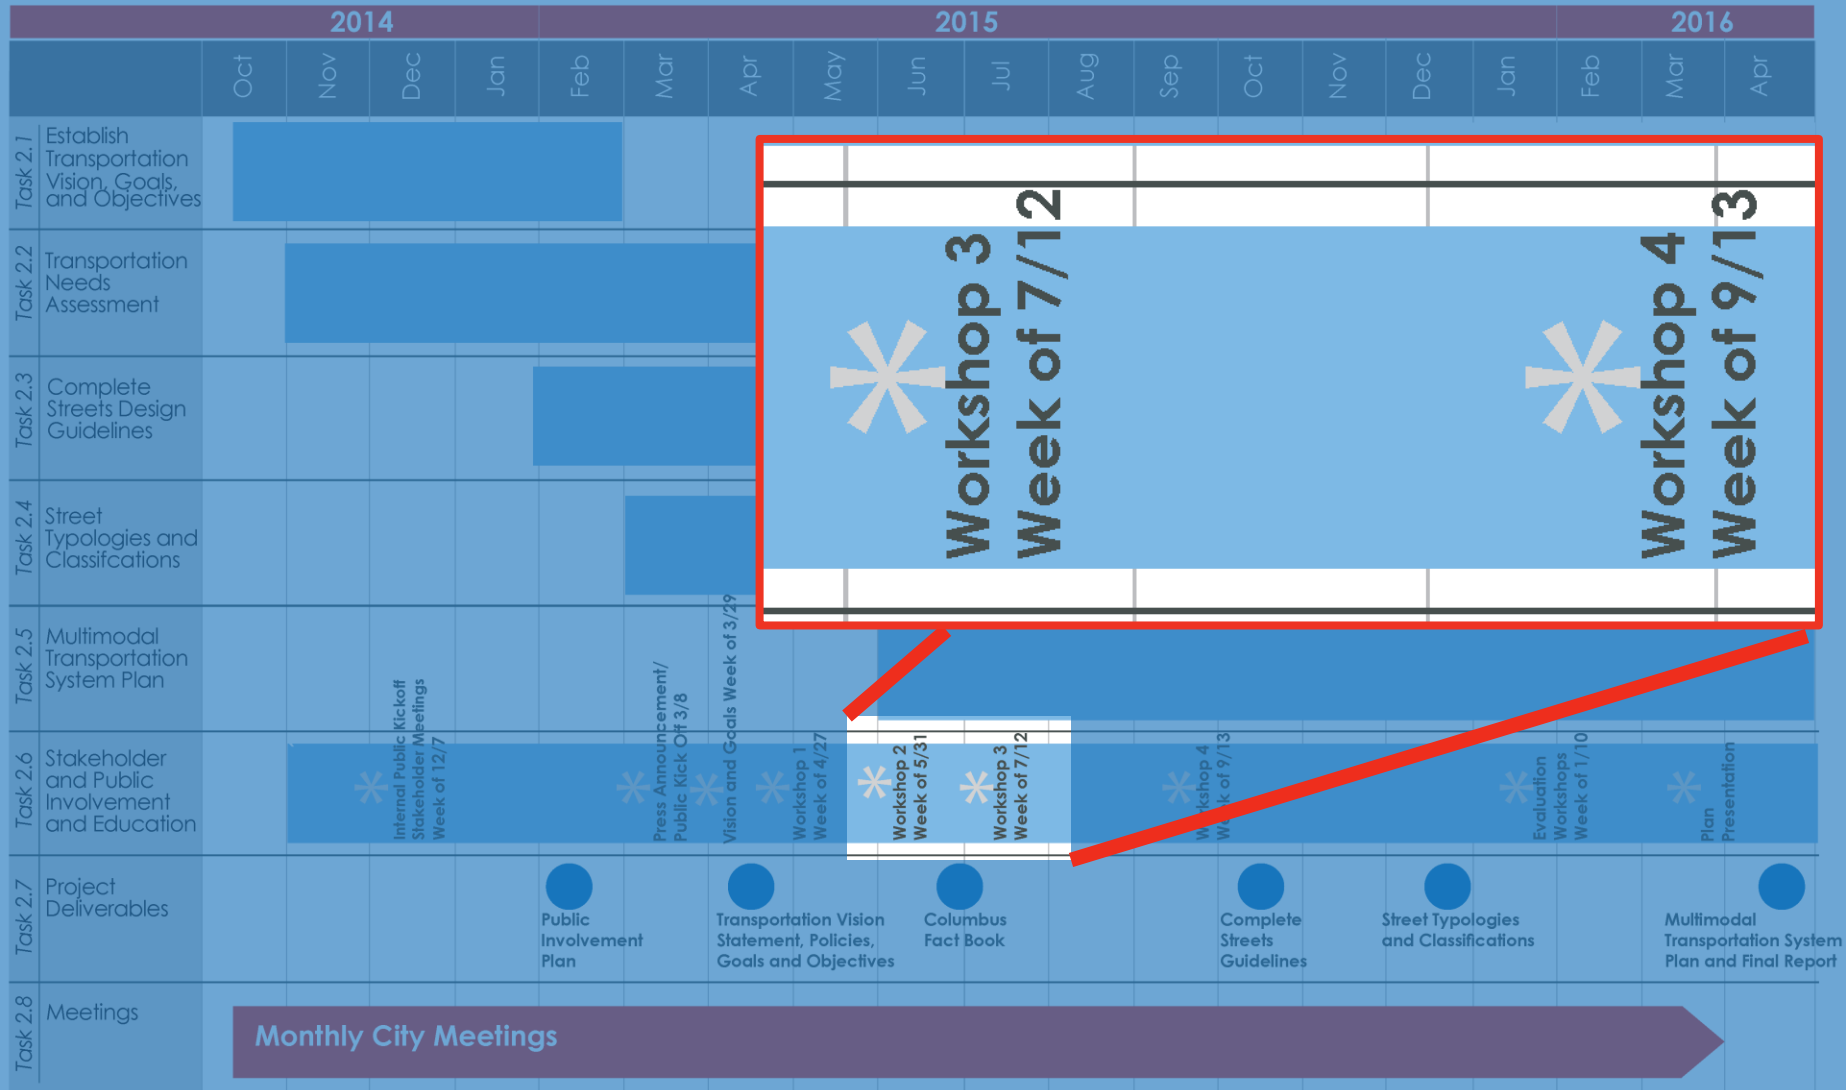 2014
2015
2016
Oct
Nov
Dec
Jan
Feb
Mar
Apr
May
Jun
Jul
Aug
Sep
Oct
Nov
Dec
Jan
Feb
Mar
Apr
Task 2.1
Establish
Transportation
Vision, Goals,
and Objectives
Workshop 3
Week of 7/12
Workshop 4
Week of 9/13
Task 2.2
Transportation
Needs
Assessment
Task 2.3
Complete
Streets Design
Guidelines
Task 2.4
Street
Typologies and
Classifcations
Task 2.5
Multimodal
Transportation
System Plan
Task 2.6
Stakeholder
and Public
Involvement
and Education
Internal Public Kickoff
Stakeholder Meetings
Week of 12/7
Press Announcement/
Public Kick Off 3/8
Vision and Goals Week of 3/29
Workshop 1
Week of 4/27
Workshop 2
Week of 5/31
Workshop 3
Week of 7/12
Workshop 4
Week of 9/13
Evaluation
Workshops
Week of 1/10
Plan
Presentation
Task 2.7
Project
Deliverables
Public
Involvement
Plan
Transportation Vision
Statement, Policies,
Goals and Objectives
Columbus
Fact Book
Complete
Streets
Guidelines
Street Typologies
and Classifications
Multimodal
Transportation System
Plan and Final Report
Task 2.8
Meetings
Monthly City Meetings